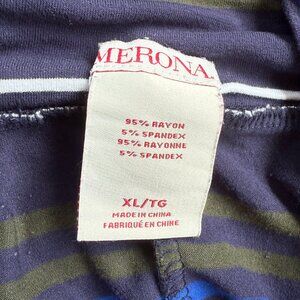 MERONA.
95% RAYON
5% SPANDEX
95% RAYONNE
5% SPANDEX
XL/TG
MADE IN CHINA
FABRIQUÉ EN CHINE